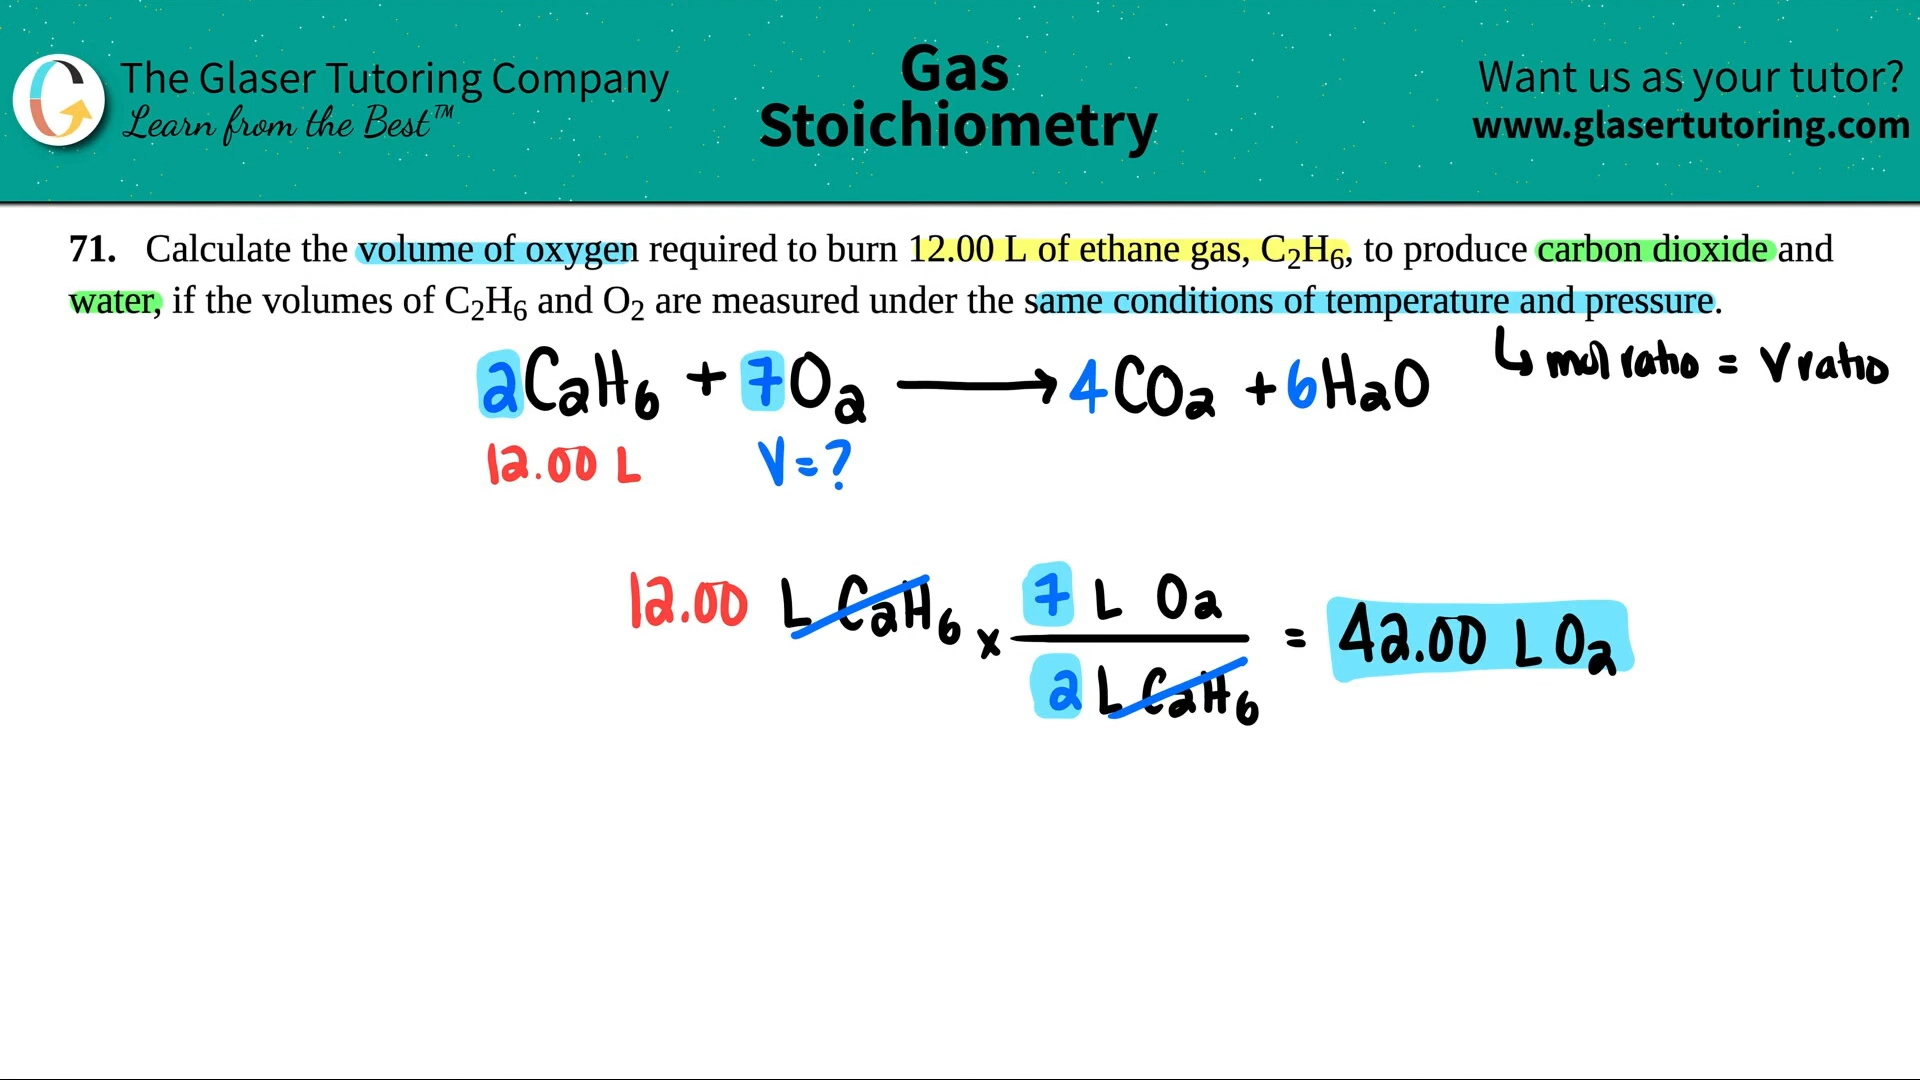 The Glaser Tutoring Company
Learn from the Best™
Gas
Stoichiometry
Want us as your tutor?
www.glasertutoring.com
71. Calculate the volume of oxygen required to burn 12.00 L of ethane gas, C₂H₆, to produce carbon dioxide and
water, if the volumes of C₂H₆ and O₂ are measured under the same conditions of temperature and pressure.
↳ mol ratio = V ratio
2C₂H₆ + 7O₂ → 4CO₂ + 6H₂O
12.00 L V = ?
12.00 L C₂H₆ x 7 L O₂ = 42.00 L O₂
2 L C₂H₆